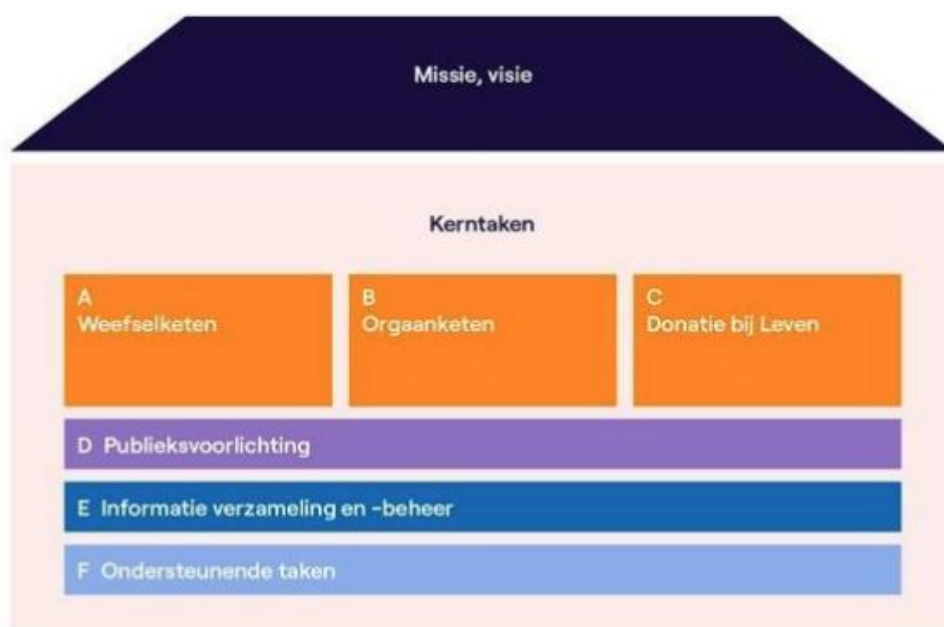 Missie, visie
Kerntaken
A
Weefselketen
B
Orgaanketen
C
Donatie bij Leven
D Publieksvoorlichting
E Informatie verzameling en -beheer
F Ondersteunende taken